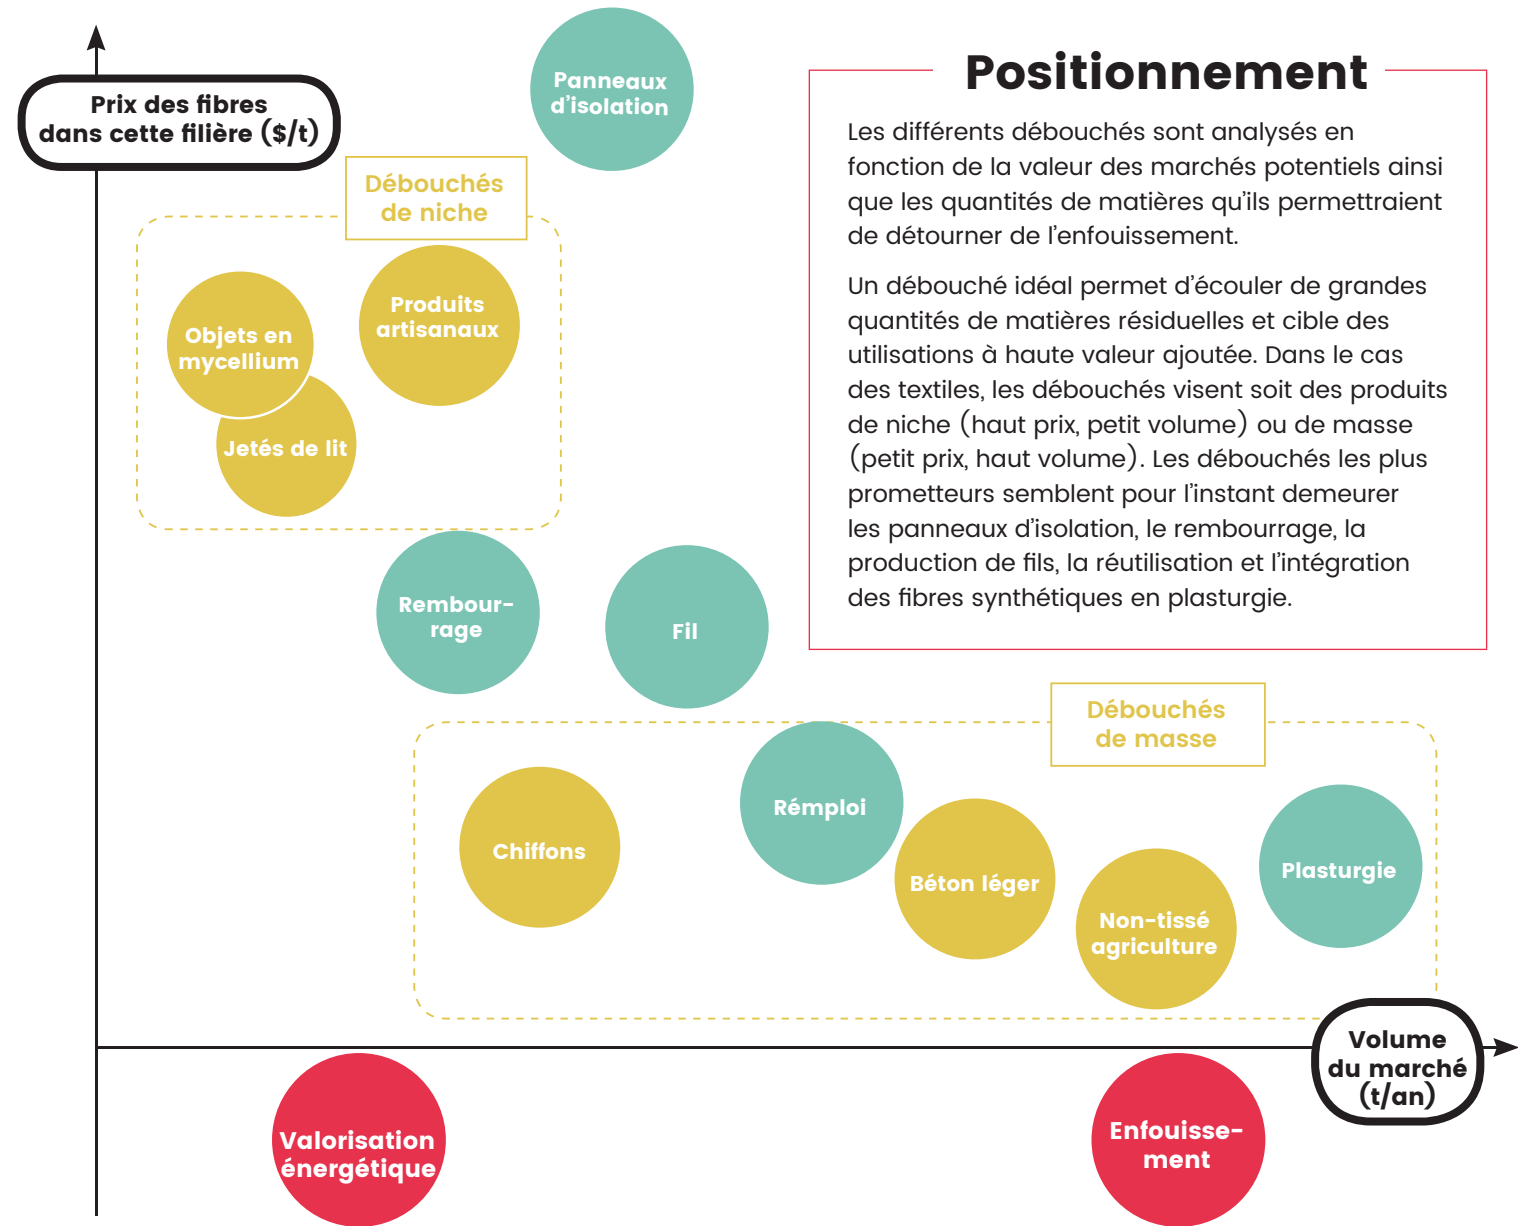 Prix des fibres
dans cette filière ($/t)
Panneaux
d’isolation
Positionnement
Les différents débouchés sont analysés en
fonction de la valeur des marchés potentiels ainsi
que les quantités de matières qu’ils permettraient
de détourner de l’enfouissement.
Un débouché idéal permet d’écouler de grandes
quantités de matières résiduelles et cible des
utilisations à haute valeur ajoutée. Dans le cas
des textiles, les débouchés visent soit des produits
de niche (haut prix, petit volume) ou de masse
(petit prix, haut volume). Les débouchés les plus
prometteurs semblent pour l’instant demeurer
les panneaux d’isolation, le rembourrage, la
production de fils, la réutilisation et l’intégration
des fibres synthétiques en plasturgie.
Débouchés
de niche
Produits
artisanaux
Objets en
mycellium
Jetés de lit
Rembour-
rage
Fil
Débouchés
de masse
Chiffons
Rémploi
Béton léger
Non-tissé
agriculture
Plasturgie
Volume
du marché
(t/an)
Valorisation
énergétique
Enfouisse-
ment